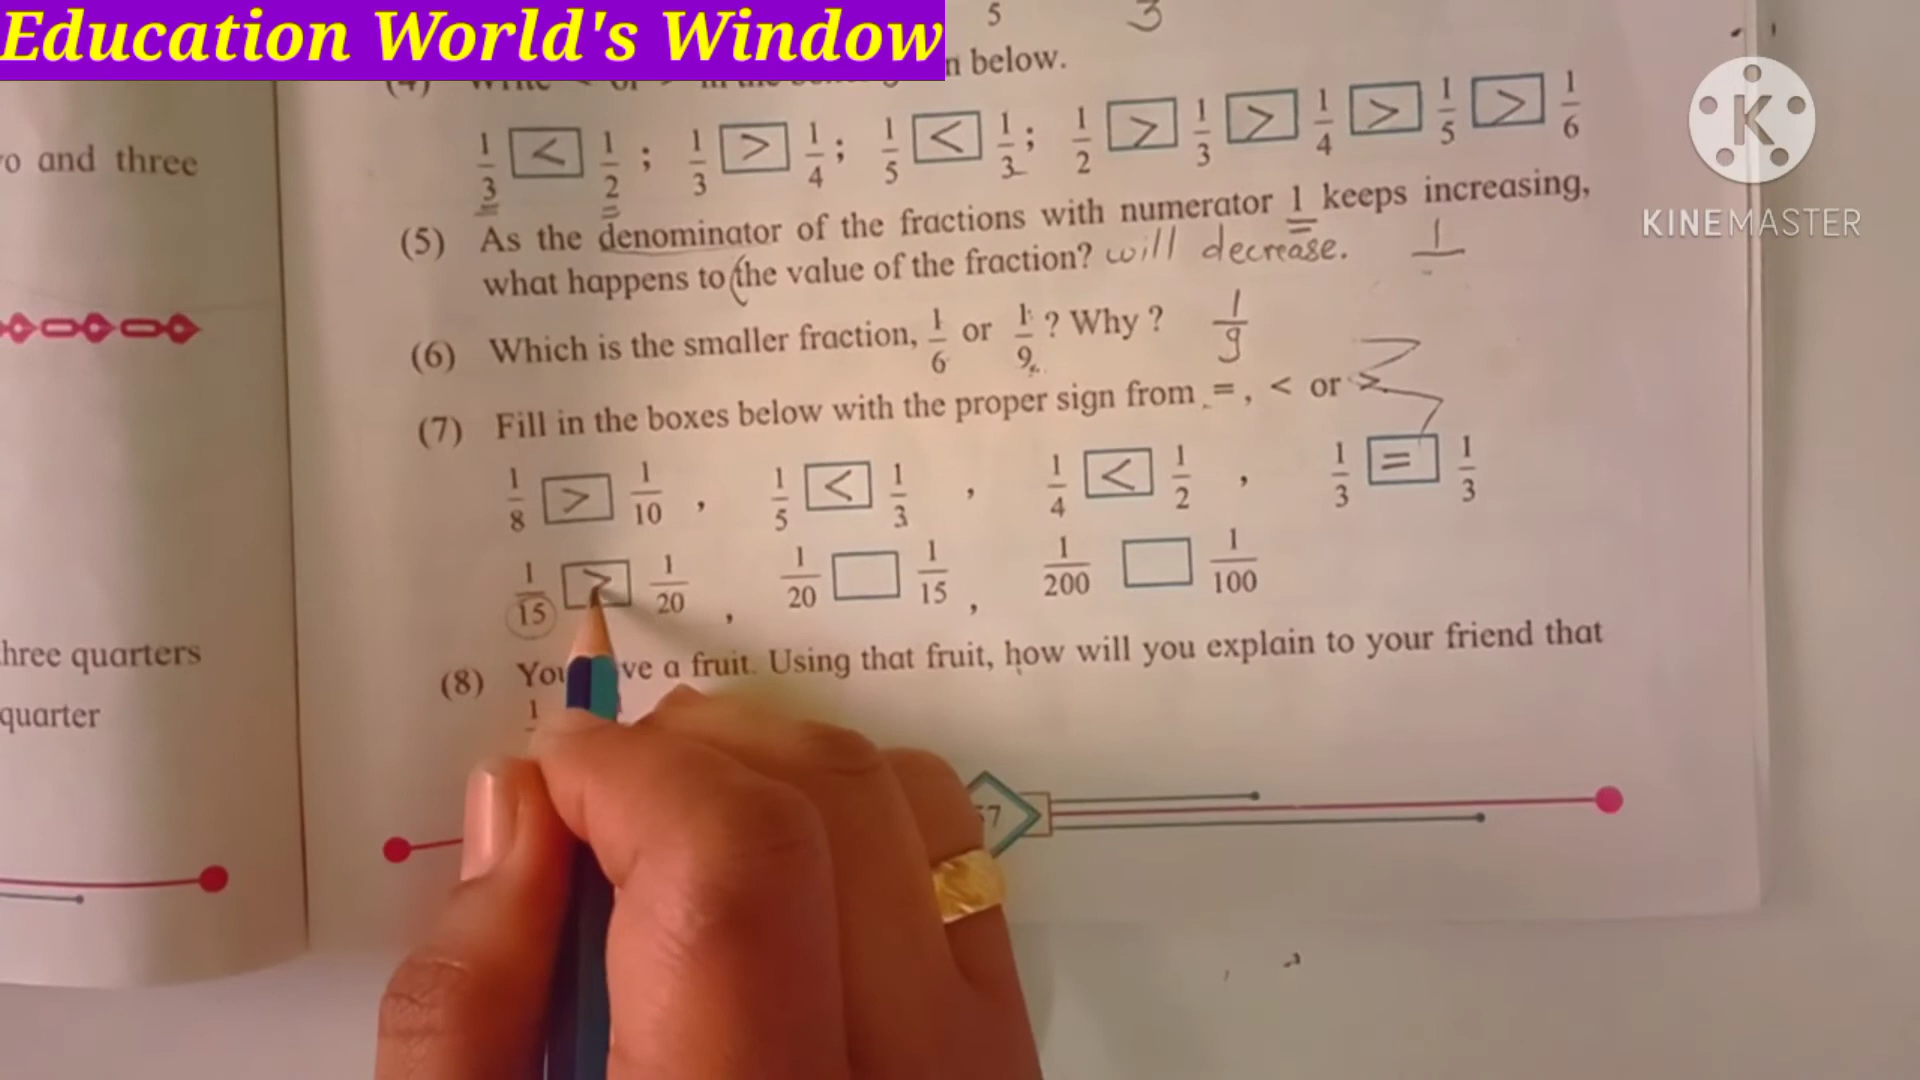 Education World's Window
5 3
n below.
1/3 < 1/2 ; 1/3 > 1/4 ; 1/5 < 1/3 ; 1/2 > 1/3 > 1/4 > 1/5 > 1/6
(5) As the denominator of the fractions with numerator 1 keeps increasing,
what happens to the value of the fraction? will decrease. 1
(6) Which is the smaller fraction, 1/6 or 1/9 ? Why ? 1/9
(7) Fill in the boxes below with the proper sign from = , < or >
1/8 > 1/10 , 1/5 < 1/3 , 1/4 < 1/2 , 1/3 = 1/3
1/15 > 1/20 , 1/20 1/15 , 1/200 1/100
(8) You ve a fruit. Using that fruit, how will you explain to your friend that
1
7
o and three
hree quarters
quarter
K
KINEMASTER